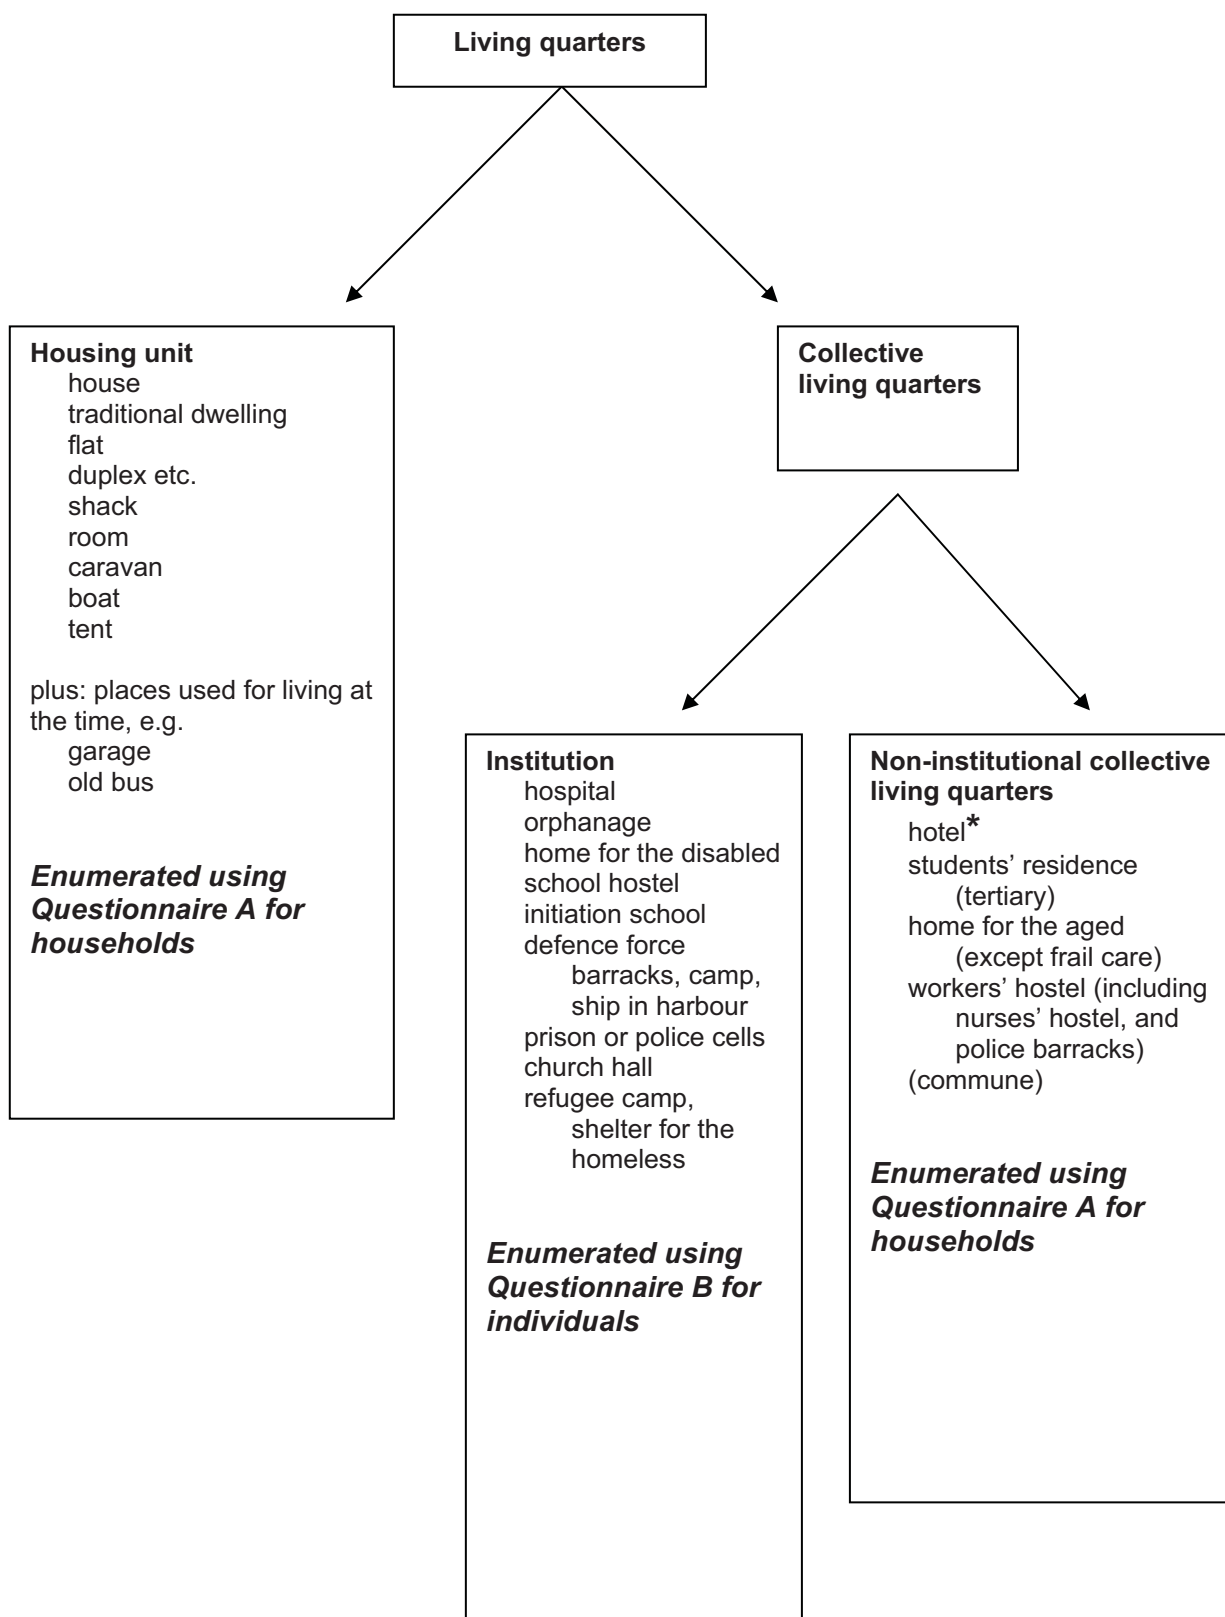 Living quarters
Housing unit
house
traditional dwelling
flat
duplex etc.
shack
room
caravan
boat
tent
plus: places used for living at
the time, e.g.
garage
old bus
Enumerated using
Questionnaire A for
households
Collective
living quarters
Institution
hospital
orphanage
home for the disabled
school hostel
initiation school
defence force
barracks, camp,
ship in harbour
prison or police cells
church hall
refugee camp,
shelter for the
homeless
Enumerated using
Questionnaire B for
individuals
Non-institutional collective
living quarters
hotel*
students’ residence
(tertiary)
home for the aged
(except frail care)
workers’ hostel (including
nurses’ hostel, and
police barracks)
(commune)
Enumerated using
Questionnaire A for
households